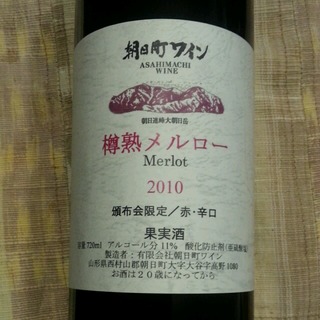 朝日町ワイン
ASAHIMACHI
WINE
朝日連峰大朝日岳
樽熟メルロー
Merlot
2010
頒布会限定/赤・辛口
果実酒
容量720ml アルコール分11% 酸化防止剤(亜硫酸塩)
製造者:有限会社朝日町ワイン
山形県西村山郡朝日町大字大谷字高野1080
お酒は20歳になってから